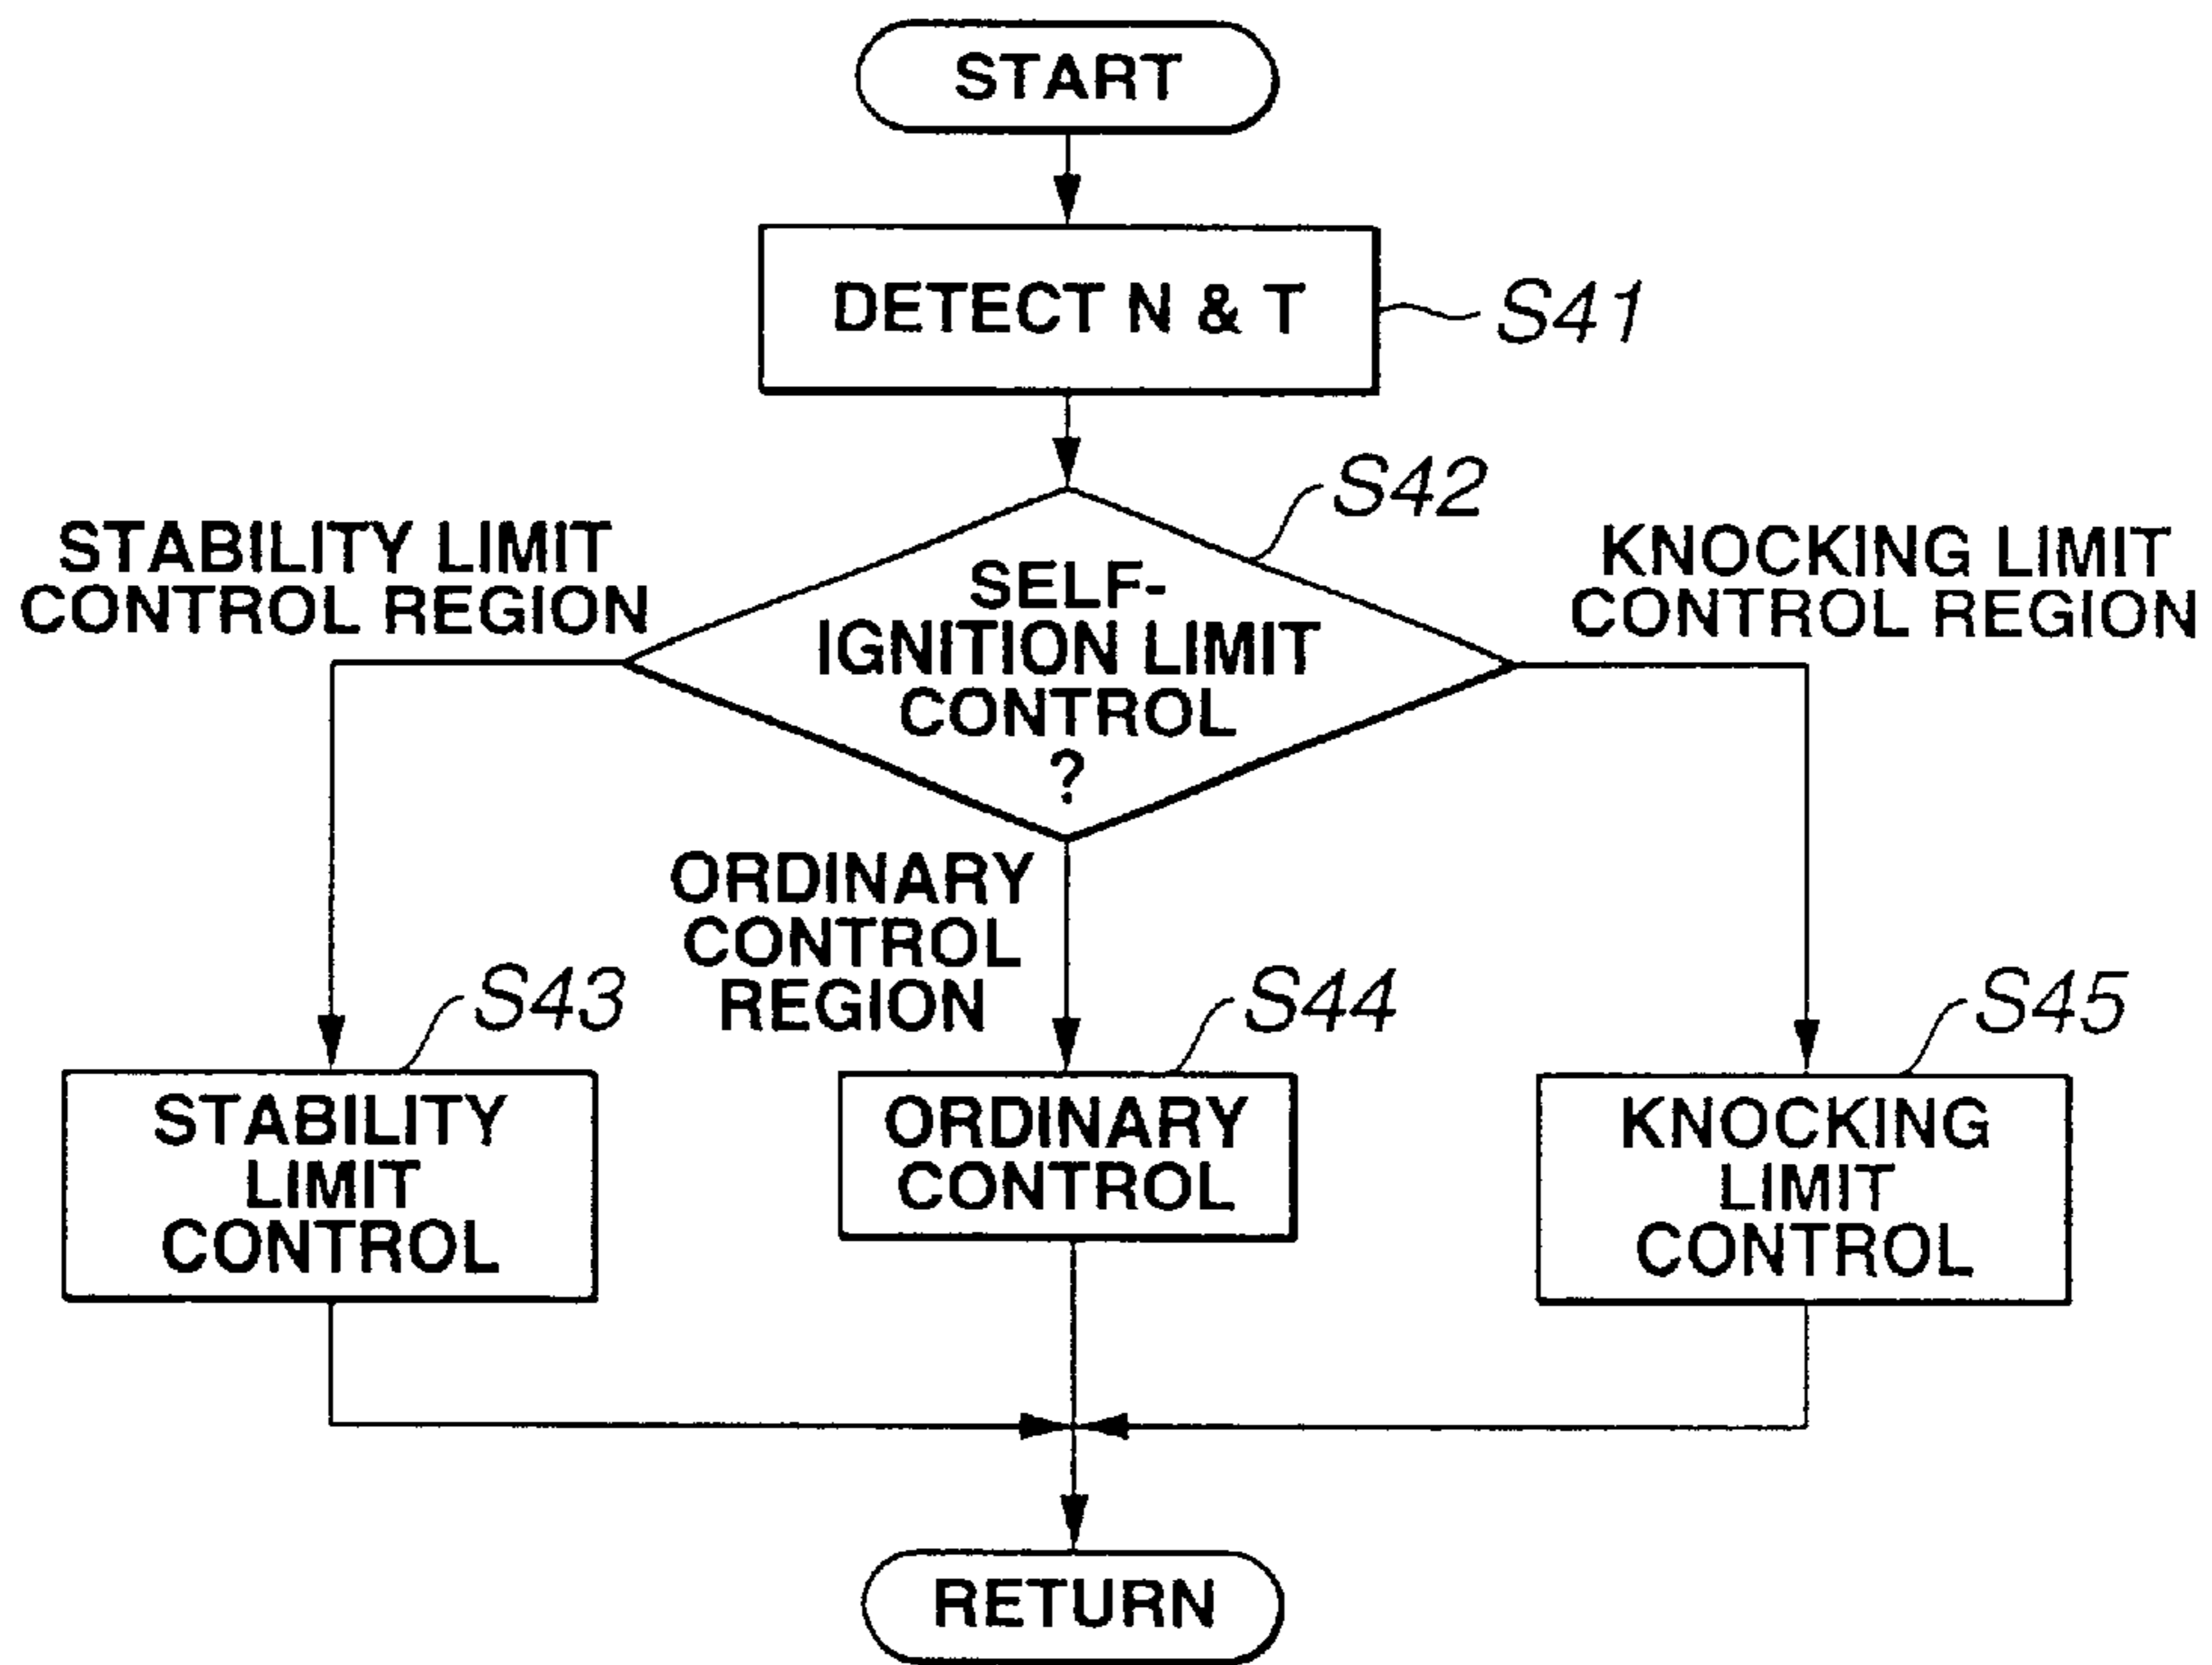 START
DETECT N & T
S41
S42
STABILITY LIMIT
CONTROL REGION
SELF-
IGNITION LIMIT
CONTROL
?
KNOCKING LIMIT
CONTROL REGION
ORDINARY
CONTROL
REGION
S43
STABILITY
LIMIT
CONTROL
S44
ORDINARY
CONTROL
S45
KNOCKING
LIMIT
CONTROL
RETURN